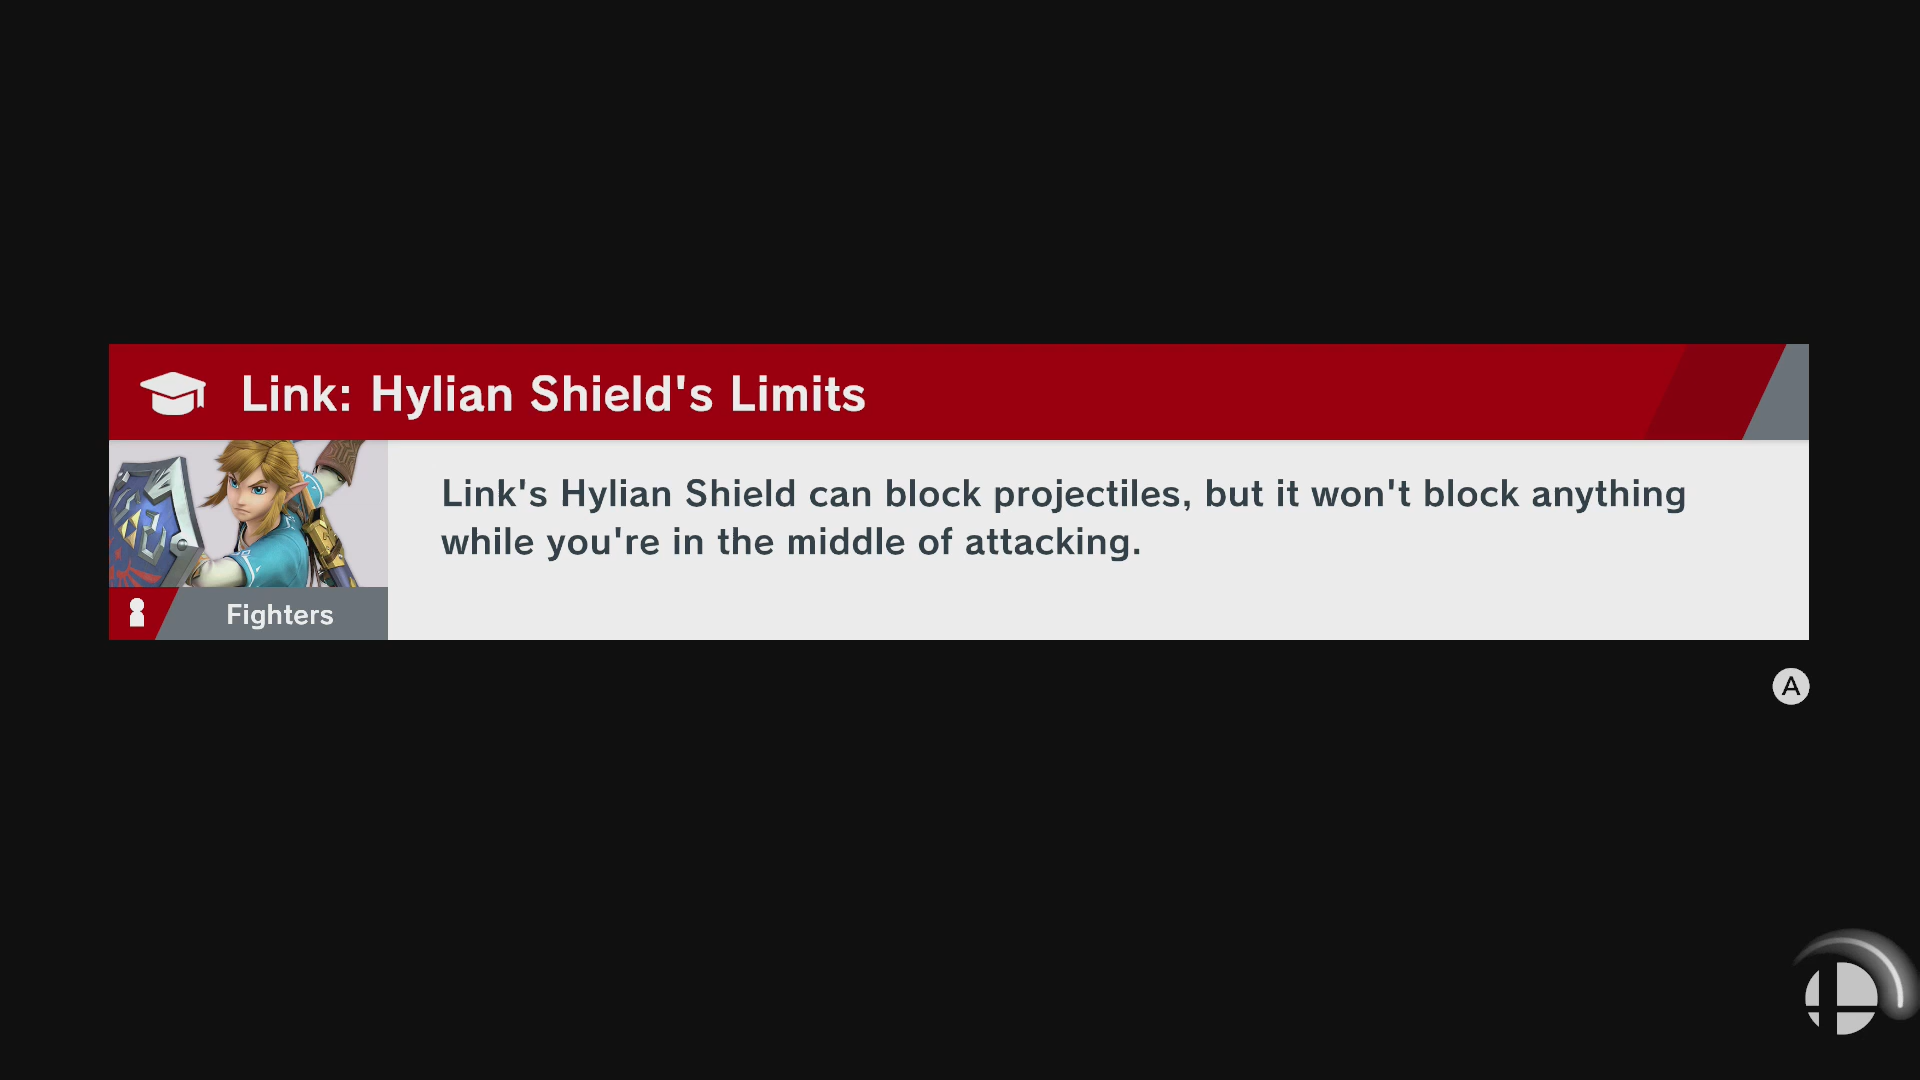 Link: Hylian Shield's Limits
Link's Hylian Shield can block projectiles, but it won't block anything
while you're in the middle of attacking.
Fighters
A